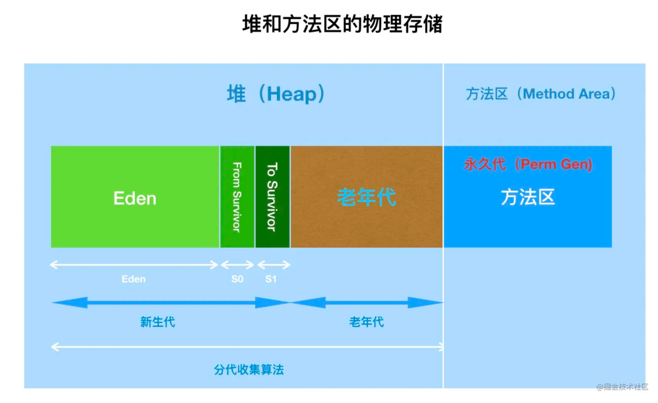 堆和方法区的物理存储
堆（Heap）
方法区（Method Area）
Eden
From Survivor
To Survivor
老年代
永久代（Perm Gen)
方法区
Eden
S0
S1
新生代
老年代
分代收集算法
@掘金技术社区